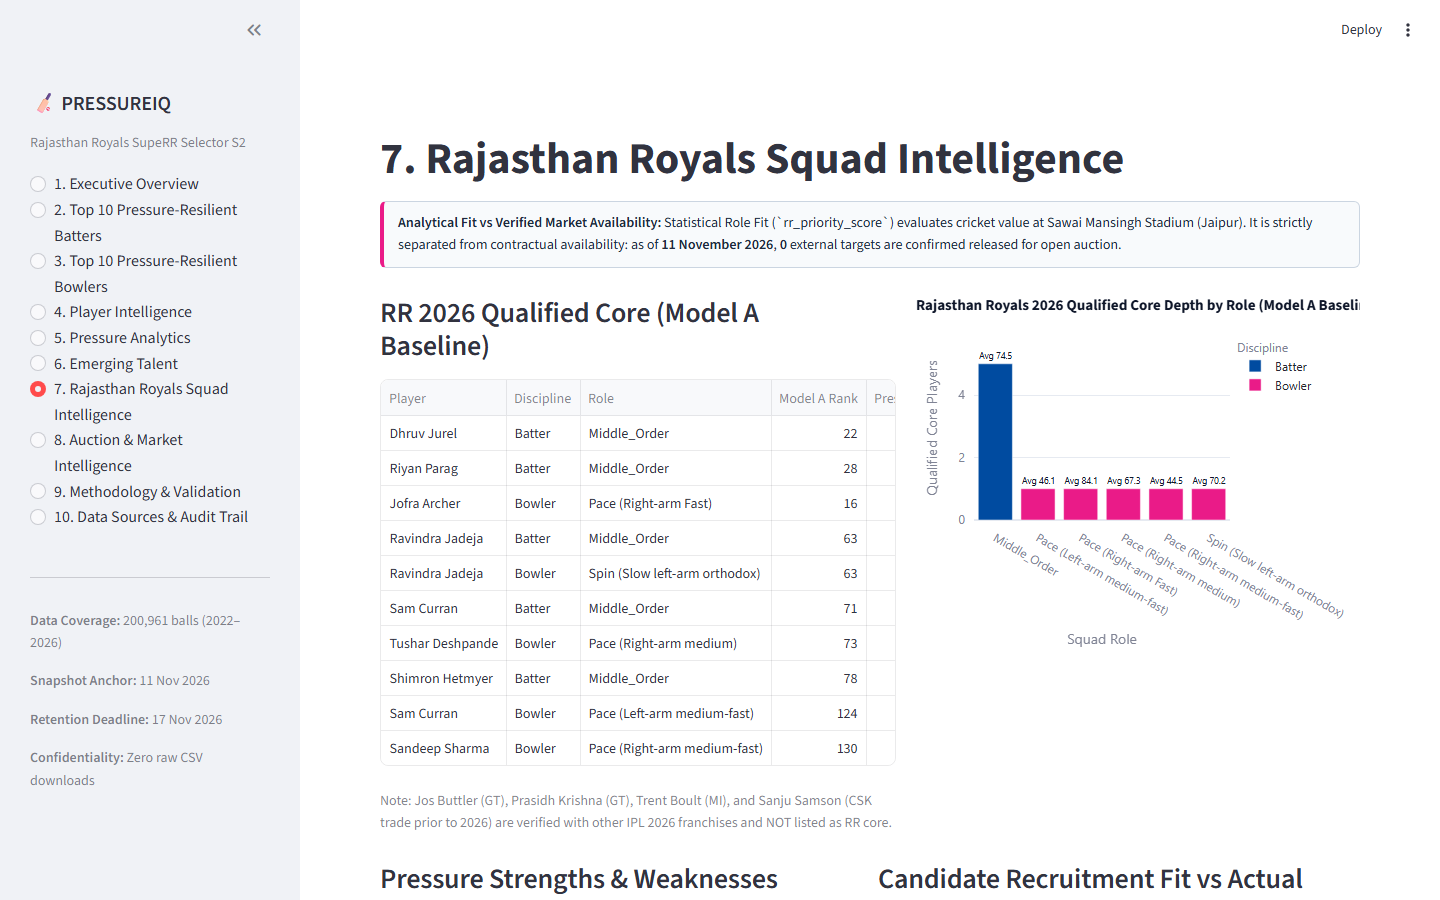 Deploy
PRESSUREIQ
Rajasthan Royals SupeRR Selector S2
1. Executive Overview
2. Top 10 Pressure-Resilient
Batters
3. Top 10 Pressure-Resilient
Bowlers
4. Player Intelligence
5. Pressure Analytics
6. Emerging Talent
7. Rajasthan Royals Squad
Intelligence
8. Auction & Market
Intelligence
9. Methodology & Validation
10. Data Sources & Audit Trail
Data Coverage: 200,961 balls (2022–
2026)
Snapshot Anchor: 11 Nov 2026
Retention Deadline: 17 Nov 2026
Confidentiality: Zero raw CSV
downloads
7. Rajasthan Royals Squad Intelligence
Analytical Fit vs Verified Market Availability: Statistical Role Fit (`rr_priority_score`) evaluates cricket value at Sawai Mansingh Stadium (Jaipur). It is strictly
separated from contractual availability: as of 11 November 2026, 0 external targets are confirmed released for open auction.
RR 2026 Qualified Core (Model A
Baseline)
Player Discipline Role Model A Rank Pres
Dhruv Jurel Batter Middle_Order 22
Riyan Parag Batter Middle_Order 28
Jofra Archer Bowler Pace (Right-arm Fast) 16
Ravindra Jadeja Batter Middle_Order 63
Ravindra Jadeja Bowler Spin (Slow left-arm orthodox) 63
Sam Curran Batter Middle_Order 71
Tushar Deshpande Bowler Pace (Right-arm medium) 73
Shimron Hetmyer Batter Middle_Order 78
Sam Curran Bowler Pace (Left-arm medium-fast) 124
Sandeep Sharma Bowler Pace (Right-arm medium-fast) 130
Note: Jos Buttler (GT), Prasidh Krishna (GT), Trent Boult (MI), and Sanju Samson (CSK
trade prior to 2026) are verified with other IPL 2026 franchises and NOT listed as RR core.
Rajasthan Royals 2026 Qualified Core Depth by Role (Model A Baseli
Discipline
Batter
Bowler
Qualified Core Players
4
2
0
Avg 74.5
Avg 46.1 Avg 84.1 Avg 67.3 Avg 44.5 Avg 70.2
Middle_Order
Pace (Left-arm medium-fast)
Pace (Right-arm Fast)
Pace (Right-arm medium)
Pace (Right-arm medium-fast)
Spin (Slow left-arm orthodox)
Squad Role
Pressure Strengths & Weaknesses
Candidate Recruitment Fit vs Actual